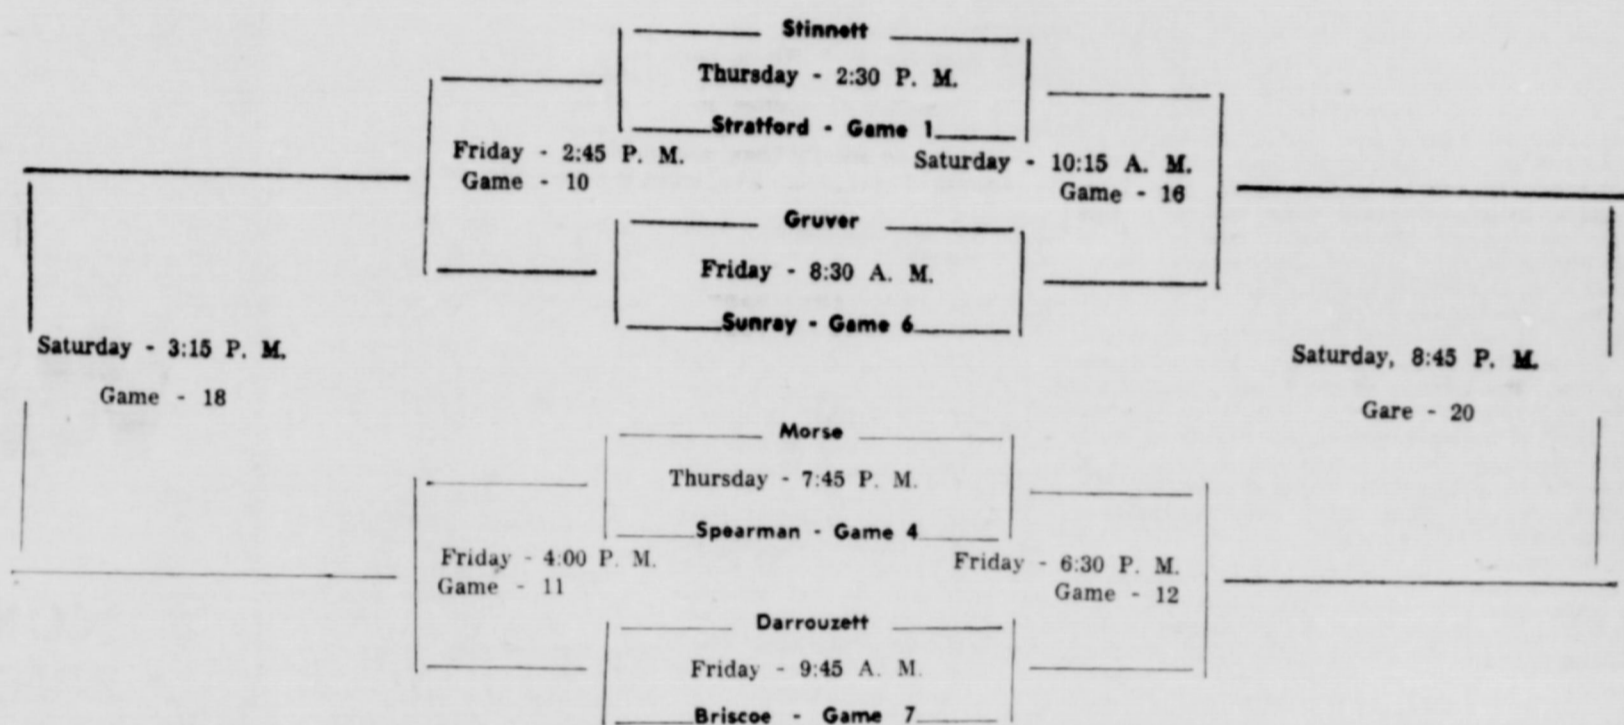 Stinnett
Thursday - 2:30 P. M.
Stratford - Game 1
Friday - 2:45 P. M.
Game - 10
Saturday - 10:15 A. M.
Game - 16
Gruver
Friday - 8:30 A. M.
Sunray - Game 6
Saturday - 3:15 P. M.
Game - 18
Saturday, 8:45 P. M.
Gare - 20
Morse
Thursday - 7:45 P. M.
Spearman - Game 4
Friday - 4:00 P. M.
Game - 11
Friday - 6:30 P. M.
Game - 12
Darrouzett
Friday - 9:45 A. M.
Briscoe - Game 7